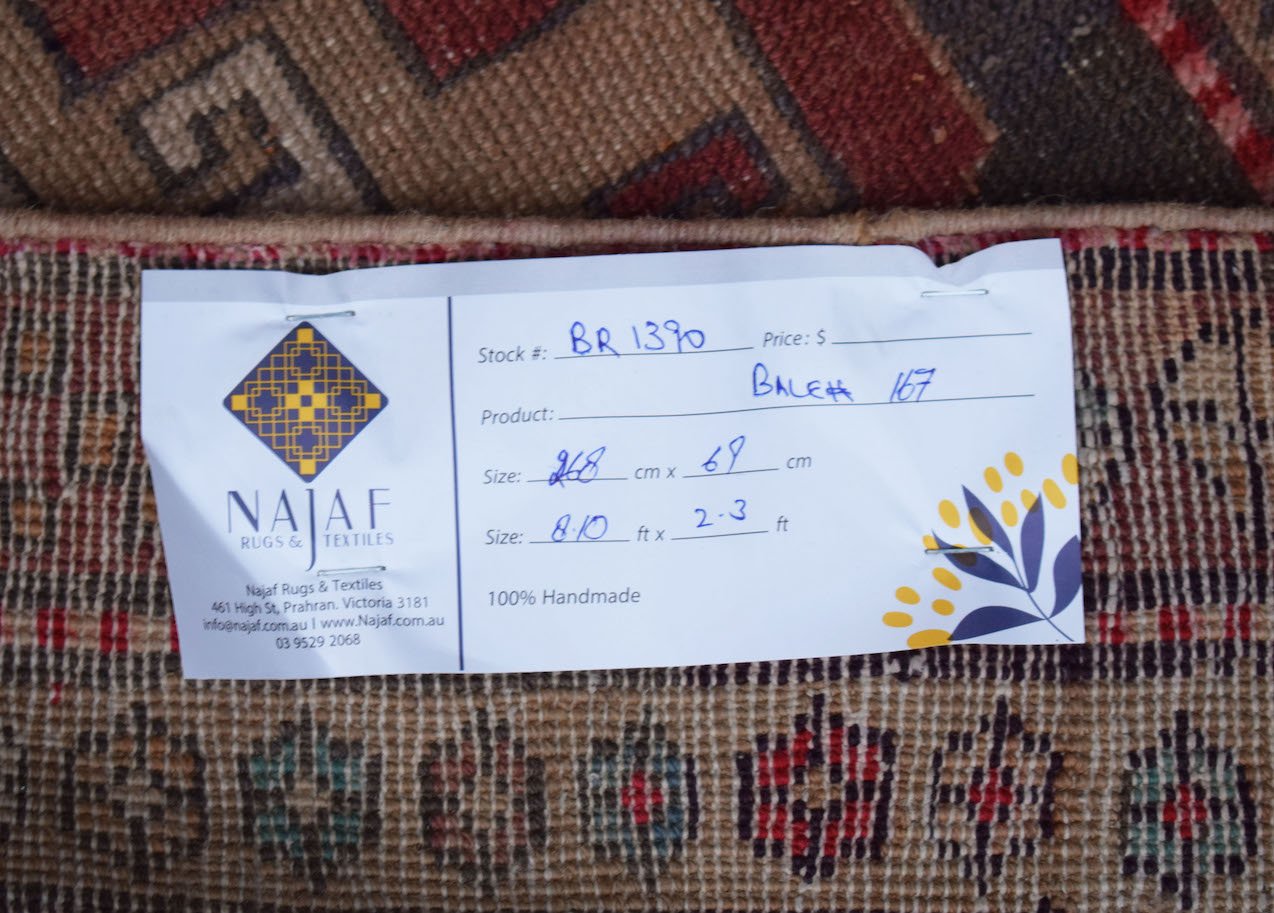 NAJAF
RUGS & TEXTILES
Najaf Rugs & Textiles
461 High St, Prahran. Victoria 3181
info@najaf.com.au | www.Najaf.com.au
03 9529 2068
Stock #: BR 1390 Price: $
BALE# 167
Product:
Size: 268 cm x 69 cm
Size: 8.10 ft x 2.3 ft
100% Handmade